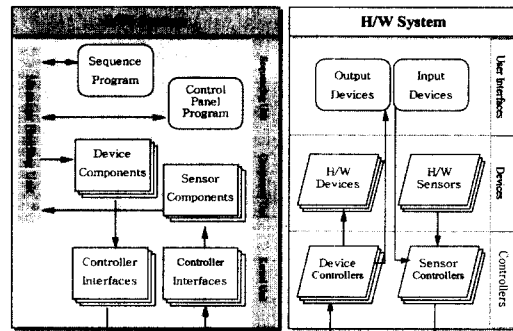 H/W System
Sequence
Program
Control
Panel
Program
Device
Components
Sensor
Components
Controller
Interfaces
Controller
Interfaces
Output
Devices
Input
Devices
User Interfaces
H/W
Devices
H/W
Sensors
Devices
Device
Controllers
Sensor
Controllers
Controllers